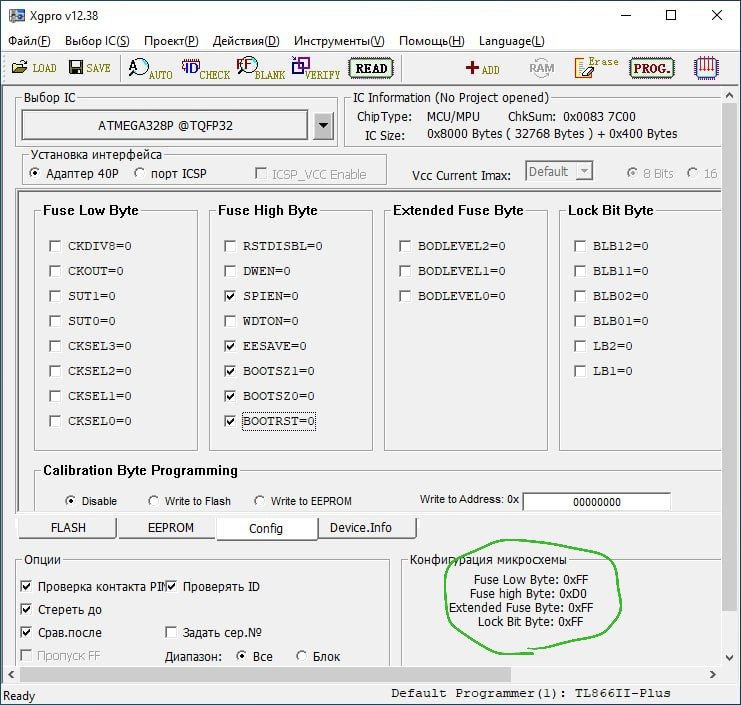 Xgpro v12.38
Файл(F) Выбор IC(S) Проект(P) Действия(D) Инструменты(V) Помощь(H) Language(L)
LOAD SAVE AUTO CHECK BLANK VERIFY READ ADD RAM Erase PROG.
Выбор IC
ATMEGA328P @TQFP32
IC Information (No Project opened)
ChipType: MCU/MPU ChkSum: 0x0083 7C00
IC Size: 0x8000 Bytes ( 32768 Bytes ) + 0x400 Bytes
Установка интерфейса
Адаптер 40P порт ICSP ICSP_VCC Enable
Vcc Current Imax: Default 8 Bits 16
Fuse Low Byte
CKDIV8=0
CKOUT=0
SUT1=0
SUT0=0
CKSEL3=0
CKSEL2=0
CKSEL1=0
CKSEL0=0
Fuse High Byte
RSTDISBL=0
DWEN=0
SPIEN=0
WDTON=0
EESAVE=0
BOOTSZ1=0
BOOTSZ0=0
BOOTRST=0
Extended Fuse Byte
BODLEVEL2=0
BODLEVEL1=0
BODLEVEL0=0
Lock Bit Byte
BLB12=0
BLB11=0
BLB02=0
BLB01=0
LB2=0
LB1=0
Calibration Byte Programming
Disable Write to Flash Write to EEPROM Write to Address: 0x 00000000
FLASH EEPROM Config Device.Info
Опции
Проверка контакта PIN Проверять ID
Стереть до
Срав.после Задать сер.№
Пропуск FF Диапазон: Все Блок
Конфигурация микросхемы
Fuse Low Byte: 0xFF
Fuse high Byte: 0xD0
Extended Fuse Byte: 0xFF
Lock Bit Byte: 0xFF
Ready Default Programmer(1): TL866II-Plus